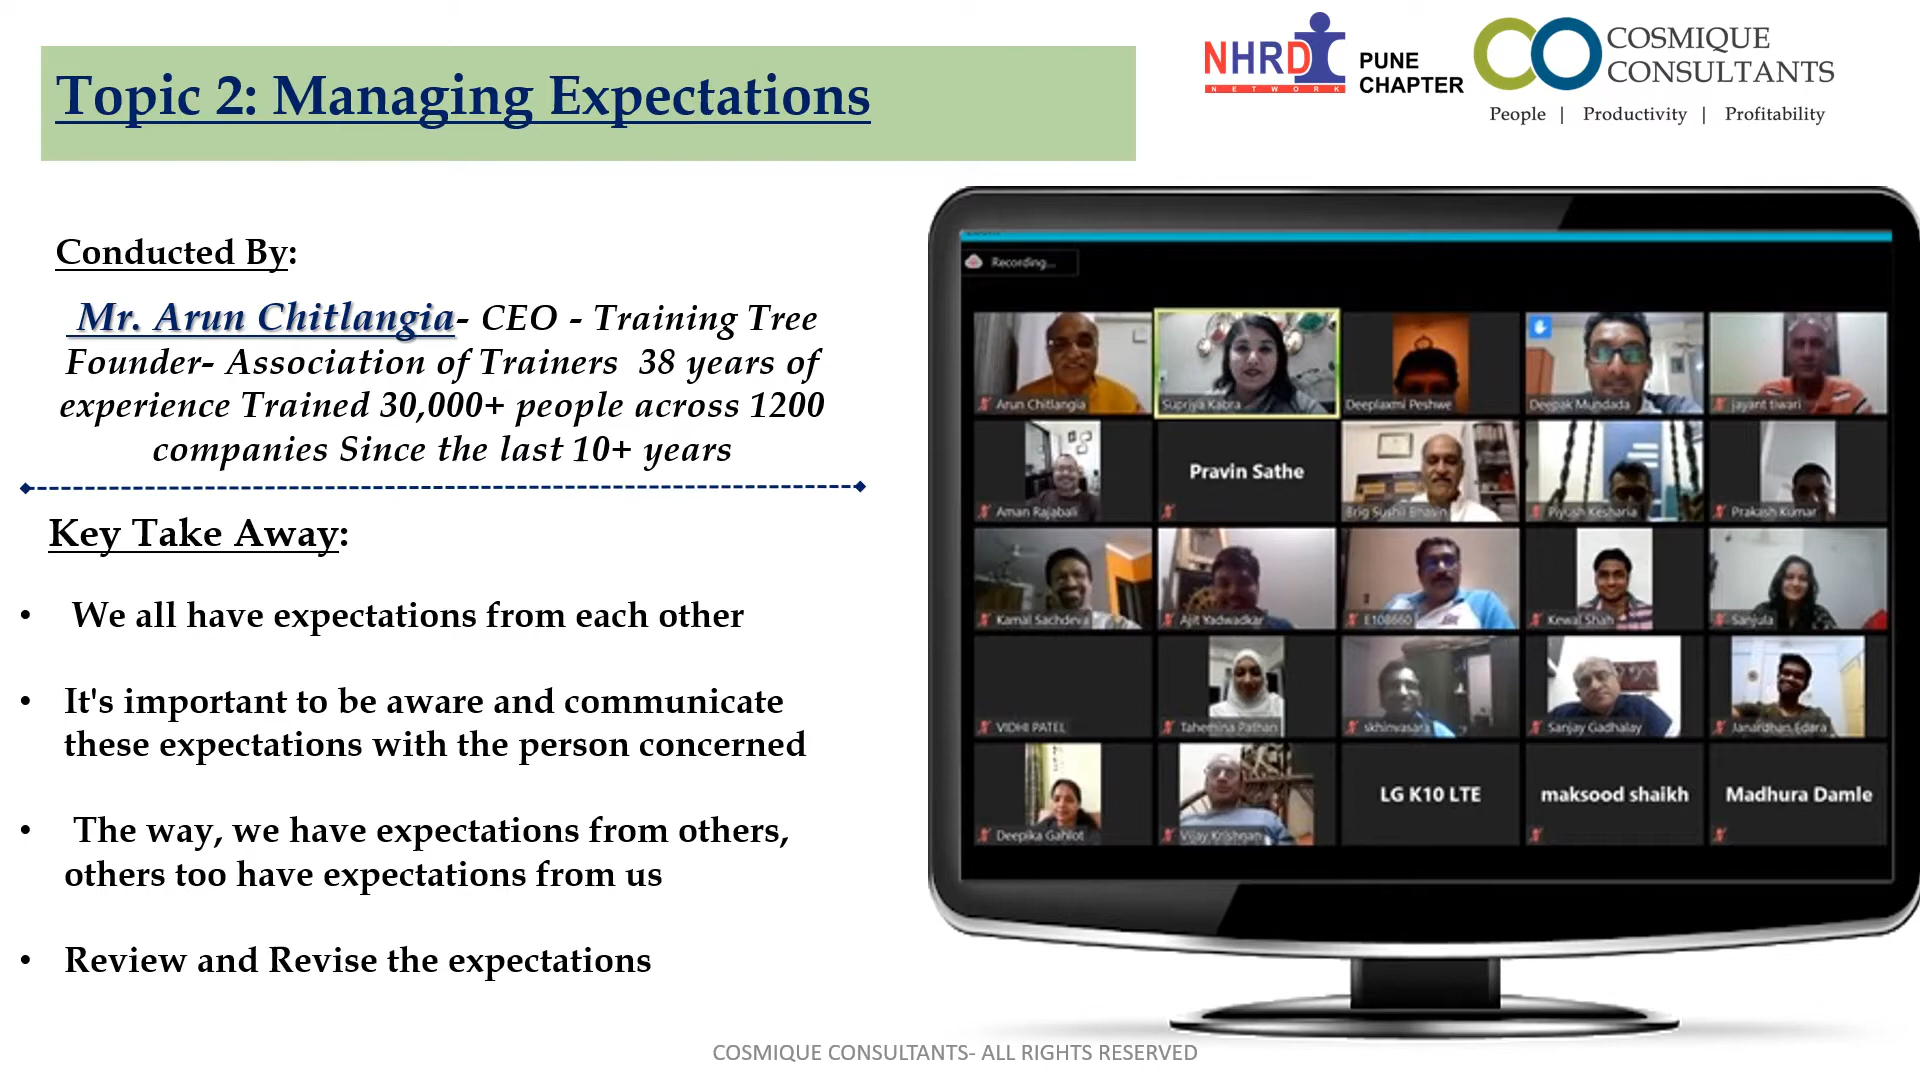 Topic 2: Managing Expectations
NHRD
NETWORK
PUNE
CHAPTER
COSMIQUE
CONSULTANTS
People | Productivity | Profitability
Conducted By:
Mr. Arun Chitlangia- CEO - Training Tree
Founder- Association of Trainers 38 years of
experience Trained 30,000+ people across 1200
companies Since the last 10+ years
Key Take Away:
• We all have expectations from each other
• It's important to be aware and communicate
these expectations with the person concerned
• The way, we have expectations from others,
others too have expectations from us
• Review and Revise the expectations
Recording...
Arun Chitlangia
Supriya Kabra
Deeplaxmi Peshwe
Deepak Mundada
jayant tiwari
Aman Rajabali
Pravin Sathe
Brig Sushil Bhasin
Piyush Kesharia
Prakash Kumar
Kamal Sachdeva
Ajit Yadwadkar
E108660
Kewal Shah
Sanjula
VIDHI PATEL
Tahemina Pathan
skhinvasara
Sanjay Gadhalay
Janardhan Edara
Deepika Gahlot
Vijay Krishnan
LG K10 LTE
maksood shaikh
Madhura Damle
COSMIQUE CONSULTANTS- ALL RIGHTS RESERVED